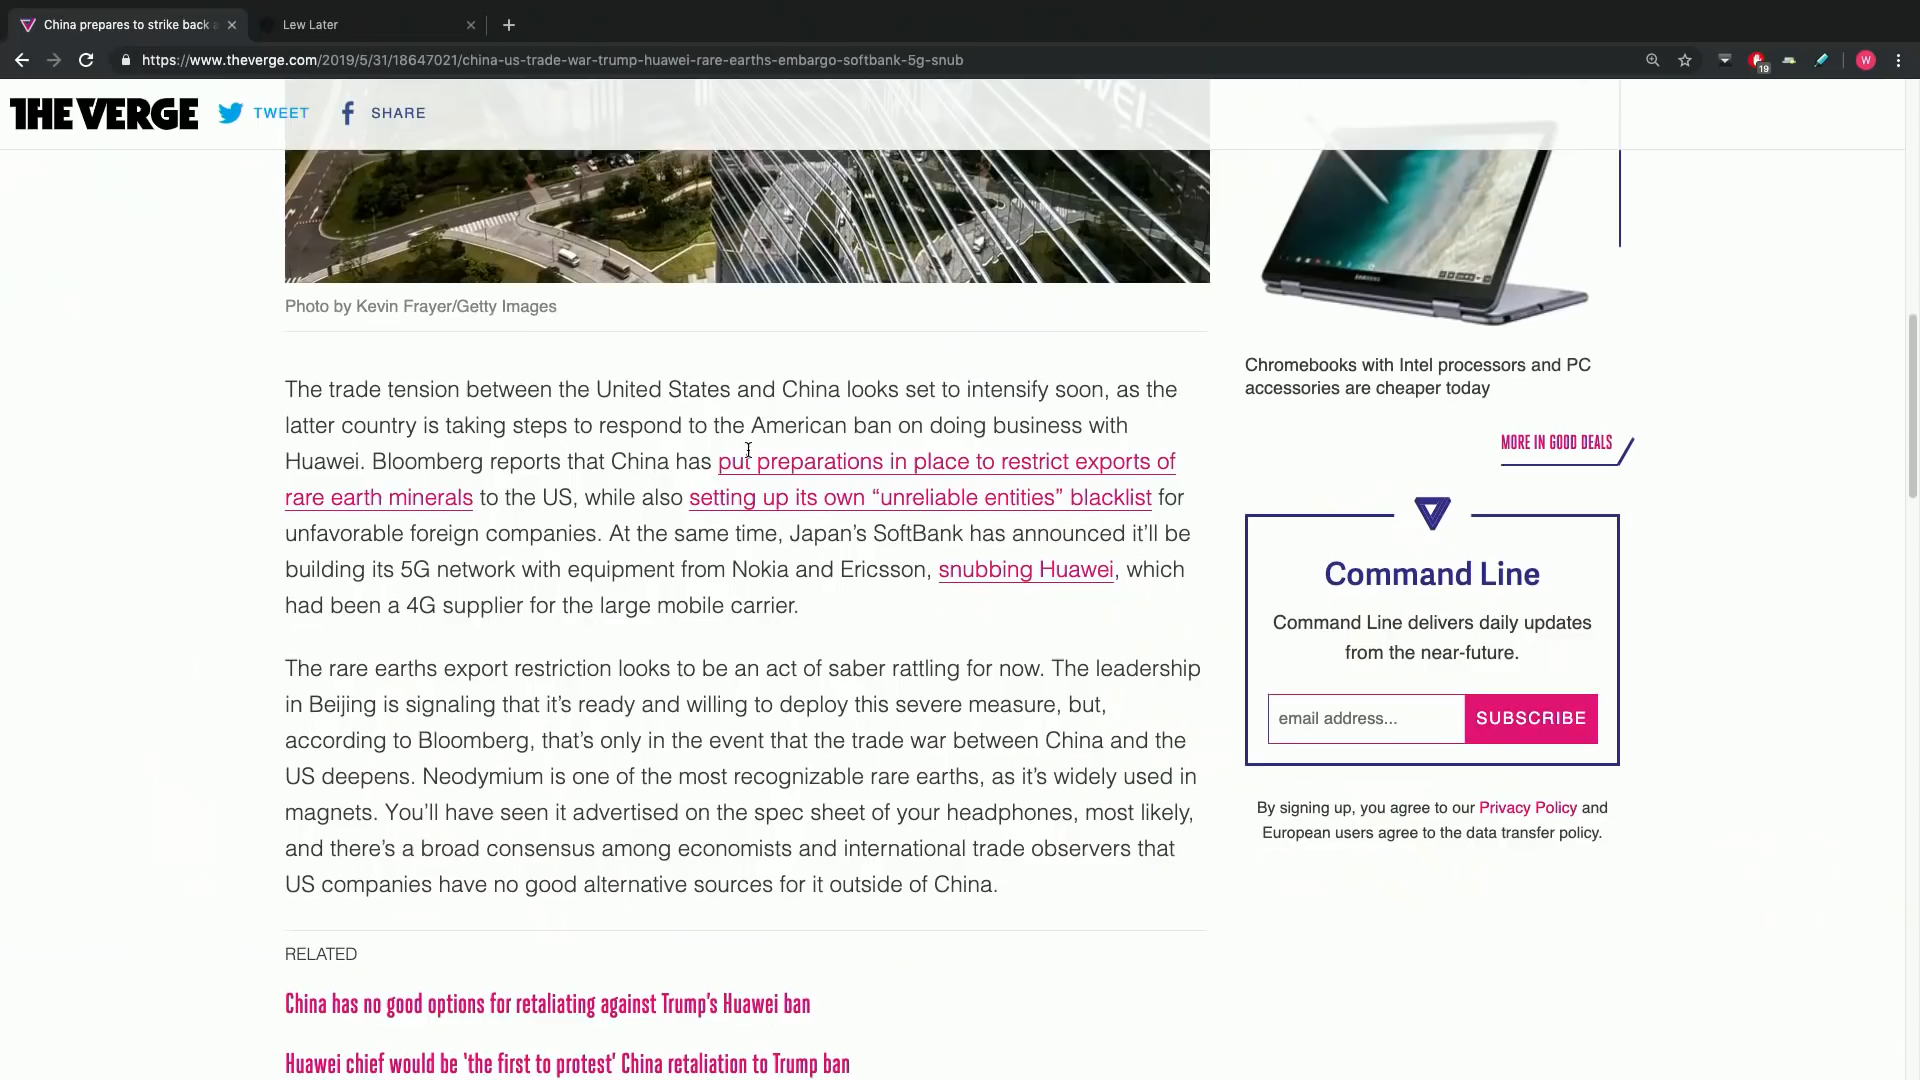 China prepares to strike back a
Lew Later
https://www.theverge.com/2019/5/31/18647021/china-us-trade-war-trump-huawei-rare-earths-embargo-softbank-5g-snub
19
W
THE VERGE
TWEET
SHARE
SAMSUNG
Photo by Kevin Frayer/Getty Images
The trade tension between the United States and China looks set to intensify soon, as the
latter country is taking steps to respond to the American ban on doing business with
Huawei. Bloomberg reports that China has put preparations in place to restrict exports of
rare earth minerals to the US, while also setting up its own “unreliable entities” blacklist for
unfavorable foreign companies. At the same time, Japan’s SoftBank has announced it’ll be
building its 5G network with equipment from Nokia and Ericsson, snubbing Huawei, which
had been a 4G supplier for the large mobile carrier.
The rare earths export restriction looks to be an act of saber rattling for now. The leadership
in Beijing is signaling that it’s ready and willing to deploy this severe measure, but,
according to Bloomberg, that’s only in the event that the trade war between China and the
US deepens. Neodymium is one of the most recognizable rare earths, as it’s widely used in
magnets. You’ll have seen it advertised on the spec sheet of your headphones, most likely,
and there’s a broad consensus among economists and international trade observers that
US companies have no good alternative sources for it outside of China.
RELATED
China has no good options for retaliating against Trump’s Huawei ban
Huawei chief would be ‘the first to protest’ China retaliation to Trump ban
Chromebooks with Intel processors and PC
accessories are cheaper today
MORE IN GOOD DEALS
Command Line
Command Line delivers daily updates
from the near-future.
email address...
SUBSCRIBE
By signing up, you agree to our Privacy Policy and
European users agree to the data transfer policy.